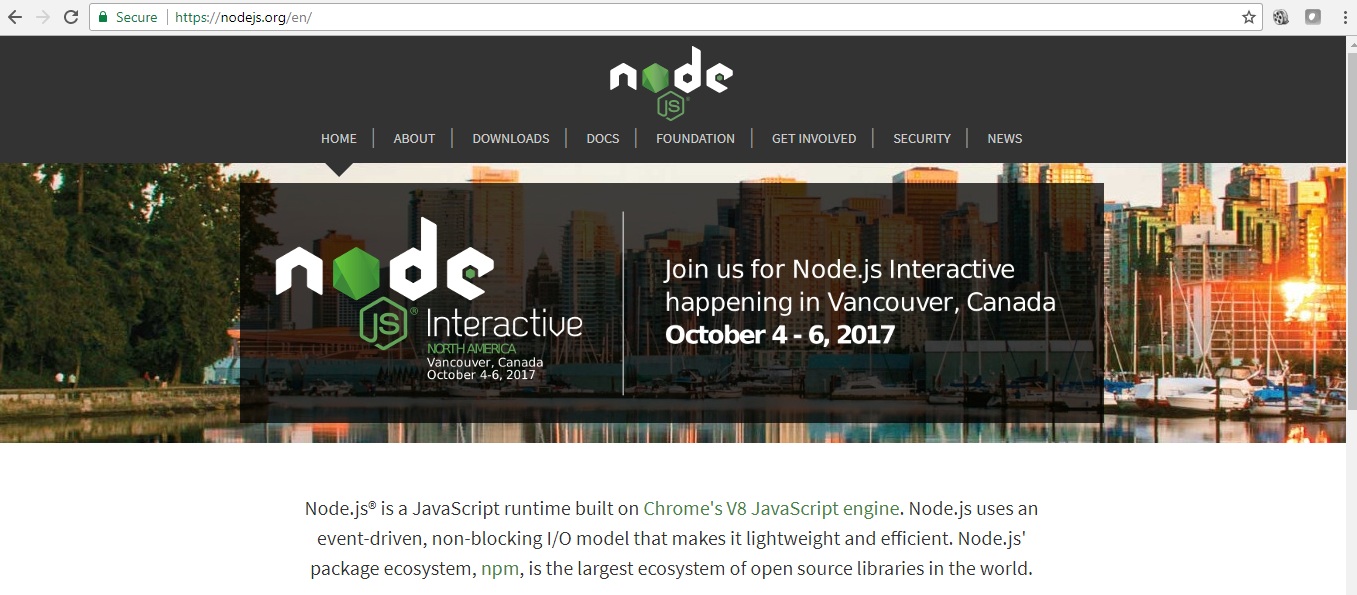 Secure https://nodejs.org/en/
node
JS®
HOME ABOUT DOWNLOADS DOCS FOUNDATION GET INVOLVED SECURITY NEWS
node
JS® Interactive
NORTH AMERICA
Vancouver, Canada
October 4-6, 2017
Join us for Node.js Interactive
happening in Vancouver, Canada
October 4 - 6, 2017
Node.js® is a JavaScript runtime built on Chrome's V8 JavaScript engine. Node.js uses an
event-driven, non-blocking I/O model that makes it lightweight and efficient. Node.js'
package ecosystem, npm, is the largest ecosystem of open source libraries in the world.